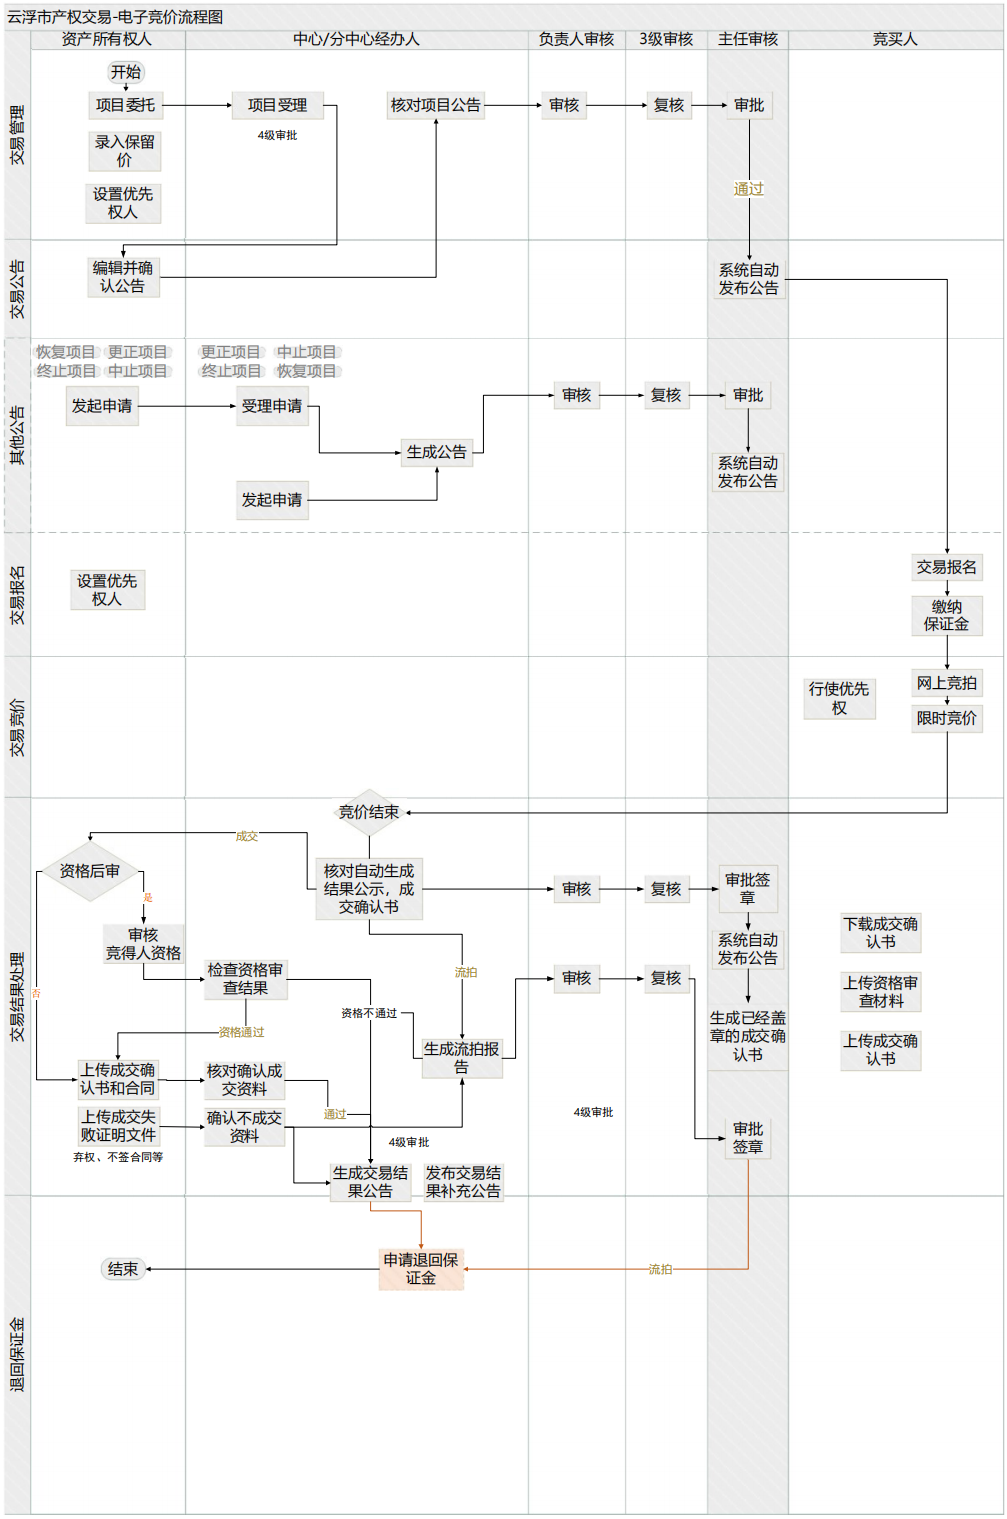 云浮市产权交易-电子竞价流程图
资产所有权人
中心/分中心经办人
负责人审核
3级审核
主任审核
竞买人
交易管理
开始
项目委托
项目受理
核对项目公告
审核
复核
审批
4级审批
录入保留
价
设置优先
权人
通过
交易公告
编辑并确
认公告
系统自动
发布公告
其他公告
恢复项目
更正项目
更正项目
中止项目
终止项目
中止项目
终止项目
恢复项目
发起申请
受理申请
审核
复核
审批
生成公告
系统自动
发布公告
发起申请
交易报名
设置优先
权人
交易报名
缴纳
保证金
交易竞价
行使优先
权
网上竞拍
限时竞价
交易结果处理
竞价结束
成交
资格后审
核对自动生成
结果公示，成
交确认书
审核
复核
审批签
章
是
审核
竞得人资格
系统自动
发布公告
下载成交确
认书
检查资格审
查结果
流拍
审核
复核
否
上传资格审
查材料
资格不通过
资格通过
生成已经盖
章的成交确
认书
上传成交确
认书
生成流拍报
告
上传成交确
认书和合同
核对确认成
交资料
通过
4级审批
上传成交失
败证明文件
确认不成交
资料
审批
签章
4级审批
弃权、不签合同等
生成交易结
果公告
发布交易结
果补充公告
退回保证金
申请退回保
证金
流拍
结束